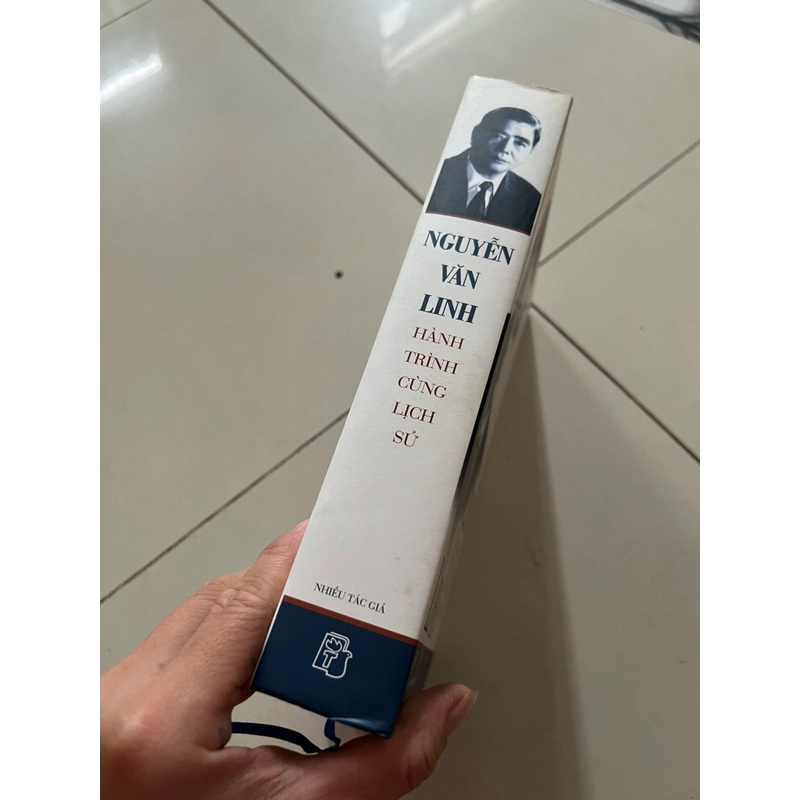 NGUYỄN
VĂN
LINH
HÀNH
TRÌNH
CÙNG
LỊCH
SỬ
NHIỀU TÁC GIẢ
T